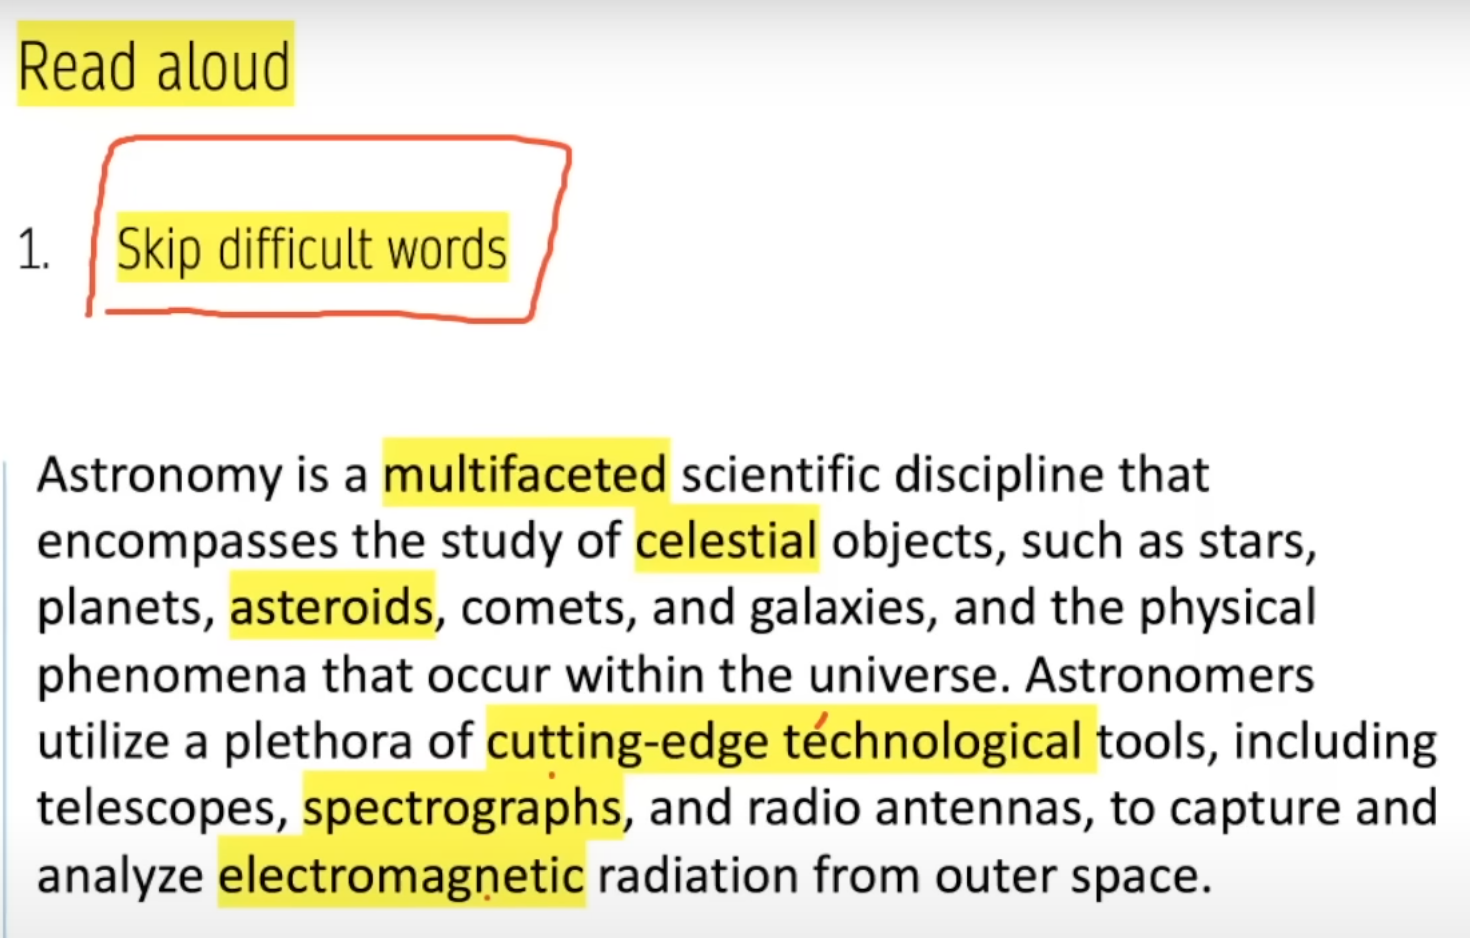 Read aloud
1. Skip difficult words
Astronomy is a multifaceted scientific discipline that
encompasses the study of celestial objects, such as stars,
planets, asteroids, comets, and galaxies, and the physical
phenomena that occur within the universe. Astronomers
utilize a plethora of cutting-edge technological tools, including
telescopes, spectrographs, and radio antennas, to capture and
analyze electromagnetic radiation from outer space.